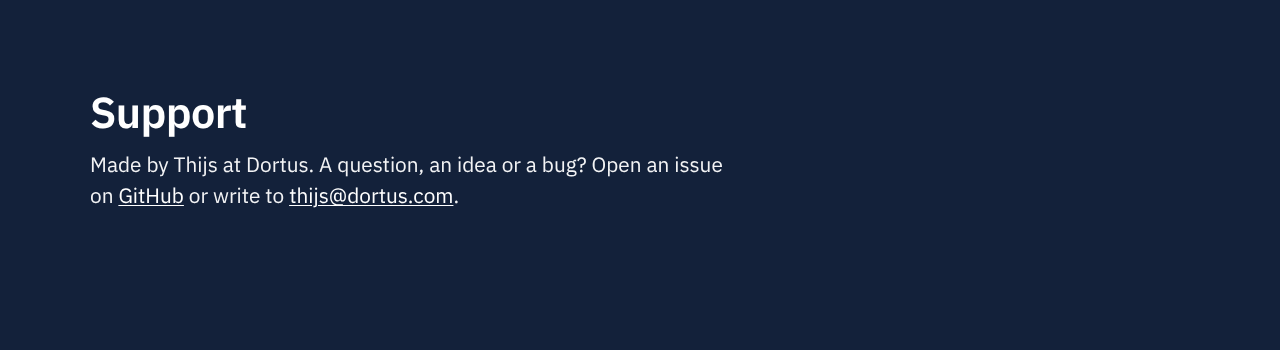 Support
Made by Thijs at Dortus. A question, an idea or a bug? Open an issue
on GitHub or write to thijs@dortus.com.